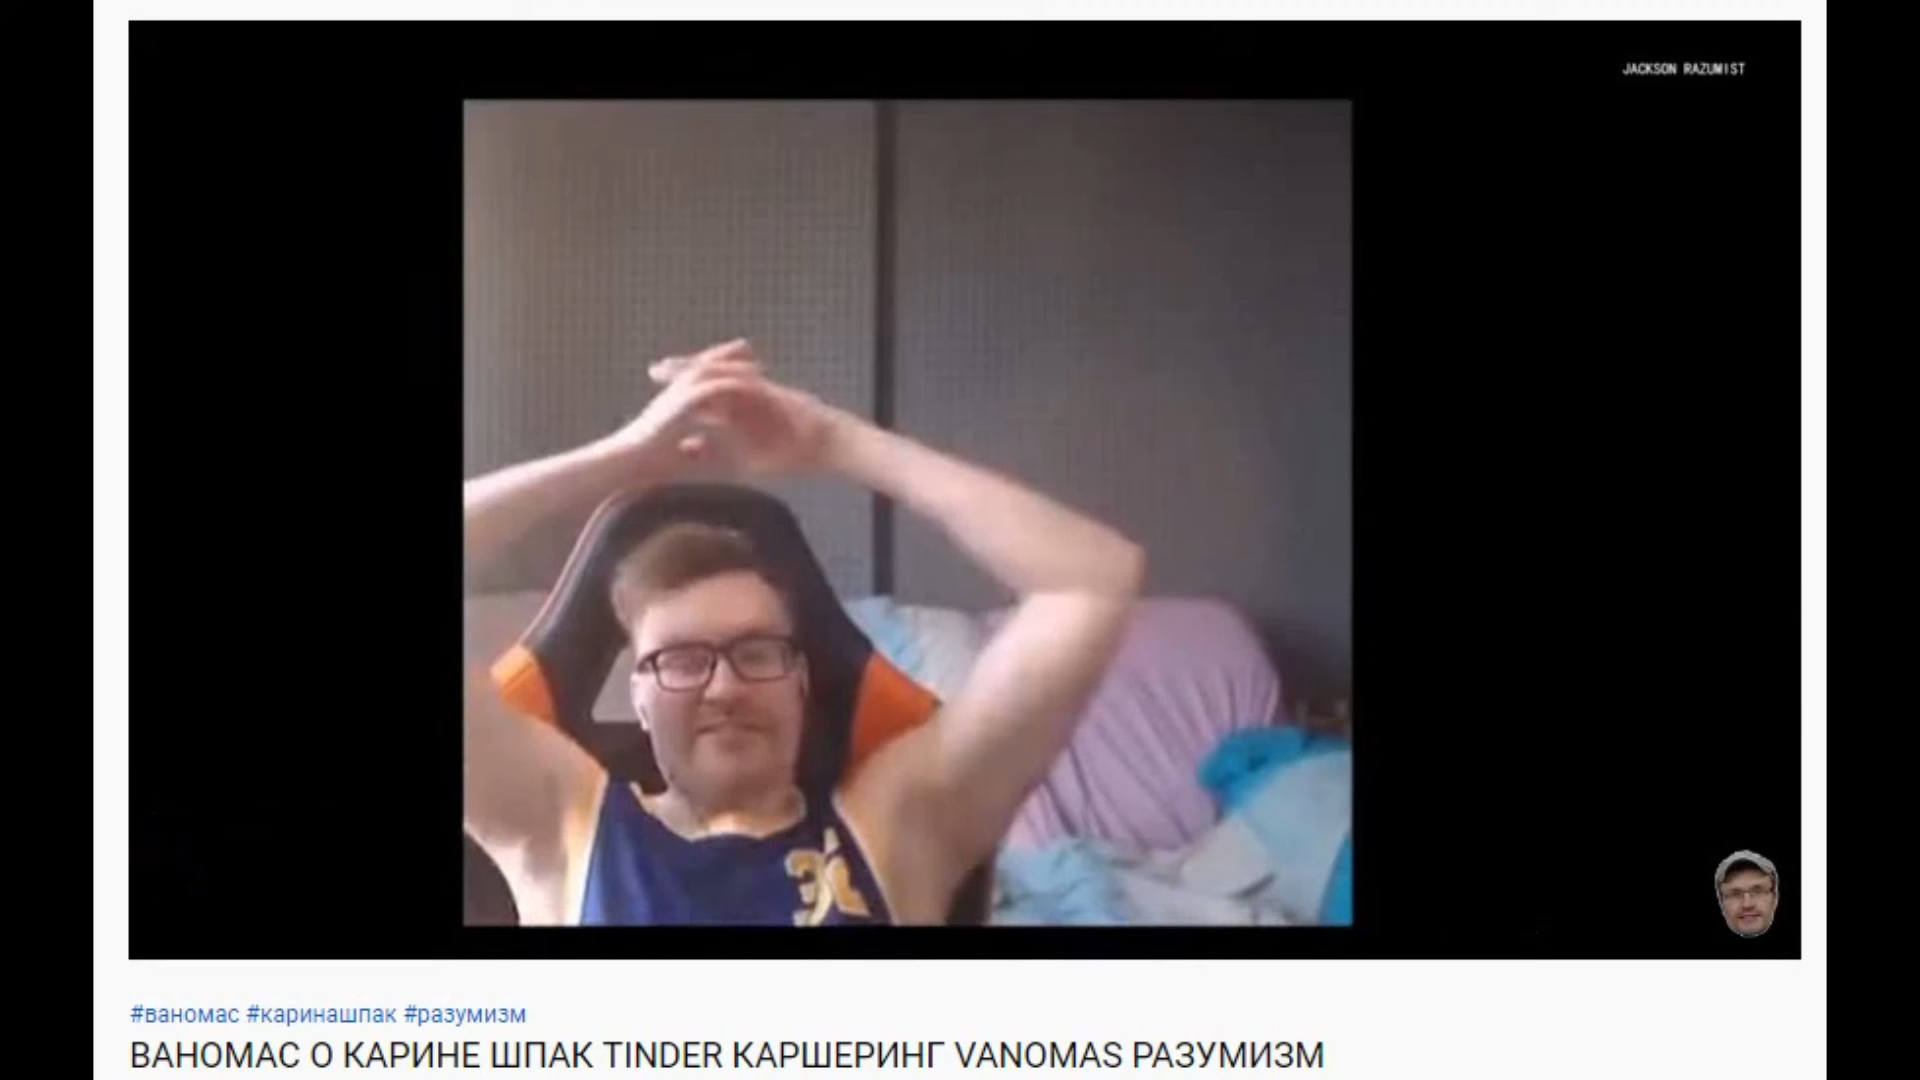 JACKSON RAZUMIST
#ваномас #каринашпак #разумизм
ВАНОМАС О КАРИНЕ ШПАК TINDER КАРШЕРИНГ VANOMAS РАЗУМИЗМ